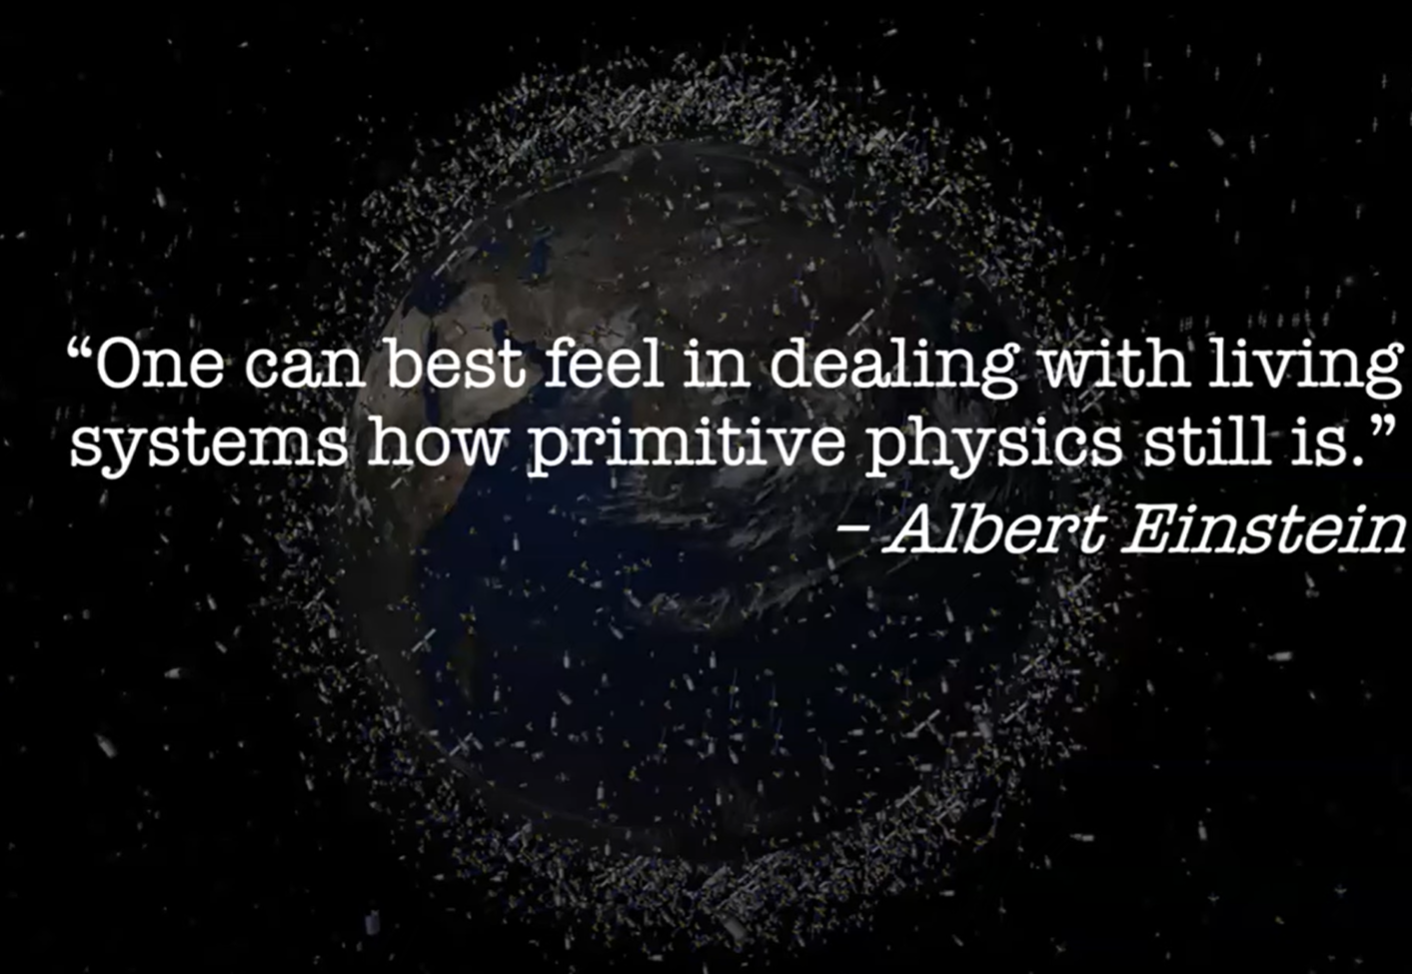 “One can best feel in dealing with living
systems how primitive physics still is.”
– Albert Einstein